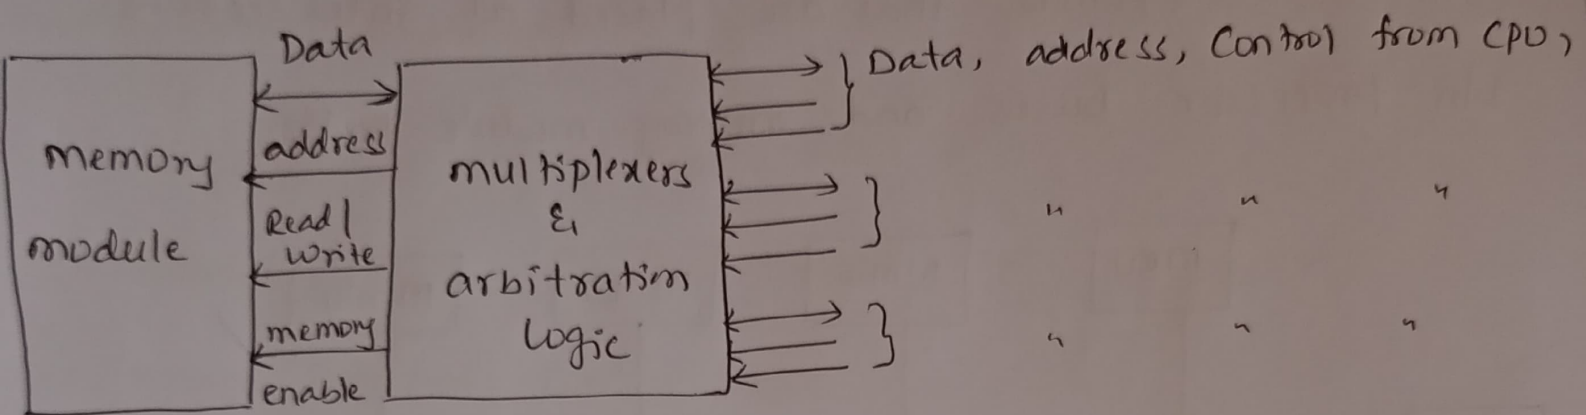 Data
Data, address, Control from CPU,
memory
module
address
Read/
write
memory
enable
multiplexers
&
arbitration
logic
" " "
" " "